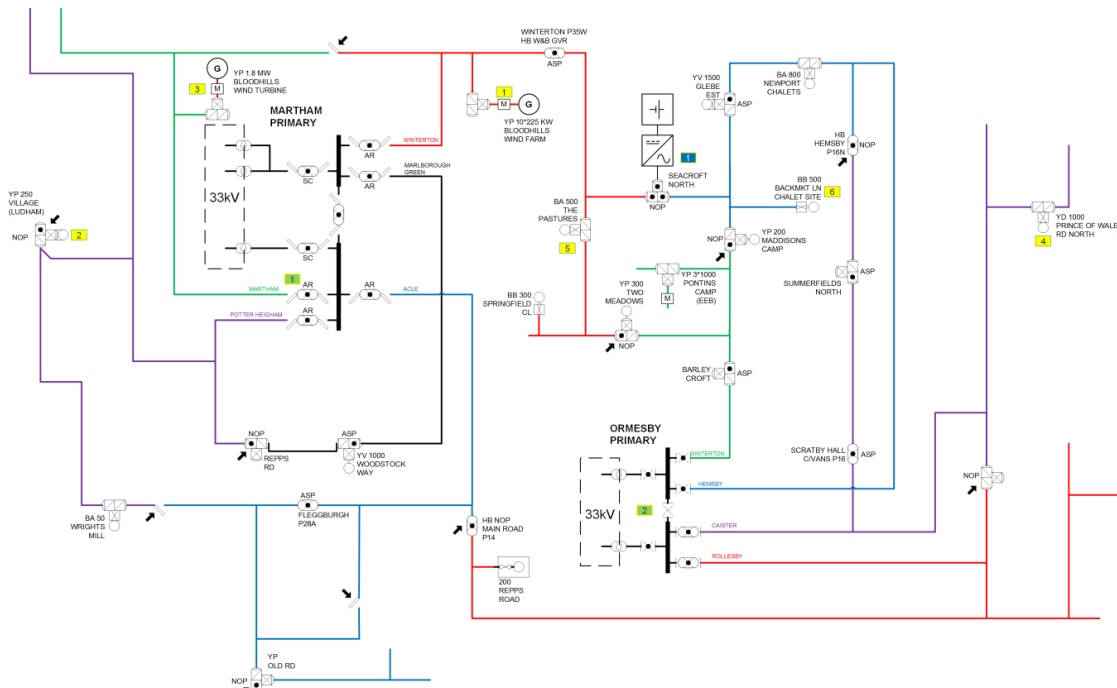 WINTERTON P35W
HB W&B GVR
ASP
G
YP 1.8 MW
BLOODHILLS
WIND TURBINE
3
M
1
M
G
YP 10*225 KW
BLOODHILLS
WIND FARM
YV 1500
GLEBE
EST
ASP
BA 800
NEWPORT
CHALETS
MARTHAM
PRIMARY
WINTERTON
AR
MARLBOROUGH
GREEN
AR
SC
33kV
SC
1
SEACROFT
NORTH
NOP
HB
HEMSBY
P16N
NOP
BB 500
BACKMKT LN
CHALET SITE
6
YP 250
VILLAGE
(LUDHAM)
NOP
2
BA 500
THE
PASTURES
5
NOP
YP 200
MADDISONS
CAMP
YD 1000
PRINCE OF WALE
RD NORTH
4
1
MARTHAM
AR
AR
ACLE
POTTER HEIGHAM
AR
YP 3*1000
PONTINS
CAMP
(EEB)
M
ASP
SUMMERFIELDS
NORTH
BB 300
SPRINGFIELD
CL
YP 300
TWO
MEADOWS
NOP
BARLEY
CROFT
ASP
NOP
REPPS
RD
ASP
YV 1000
WOODSTOCK
WAY
ORMESBY
PRIMARY
WINTERTON
HEMSBY
SCRATBY HALL
C/VANS P16
ASP
NOP
33kV
2
CAISTER
ROLLESBY
BA 50
WRIGHTS
MILL
ASP
FLEGGBURGH
P28A
HB NOP
MAIN ROAD
P14
200
REPPS
ROAD
YP
OLD RD
NOP